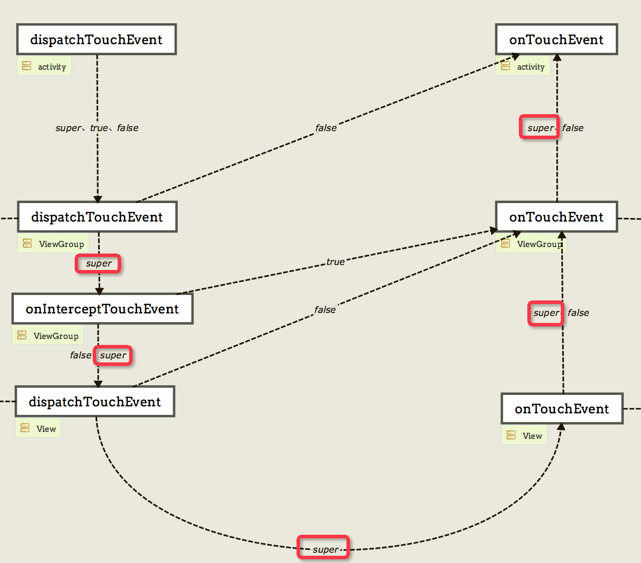 dispatchTouchEvent
onTouchEvent
activity
activity
super、true、false
false
super、false
dispatchTouchEvent
onTouchEvent
ViewGroup
ViewGroup
super
true
onInterceptTouchEvent
false
super、false
ViewGroup
false super
dispatchTouchEvent
onTouchEvent
View
View
super